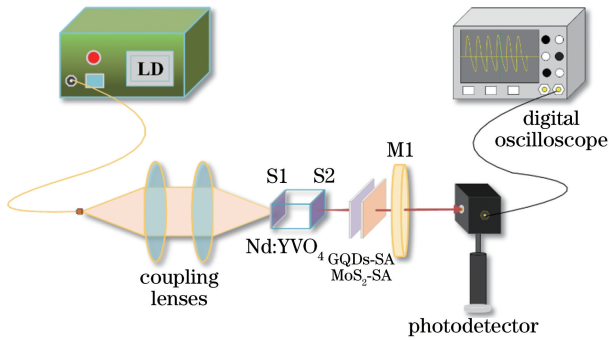 LD
digital
oscilloscope
M1
S1
S2
Nd:YVO₄
GQDs-SA
MoS₂-SA
coupling
lenses
photodetector